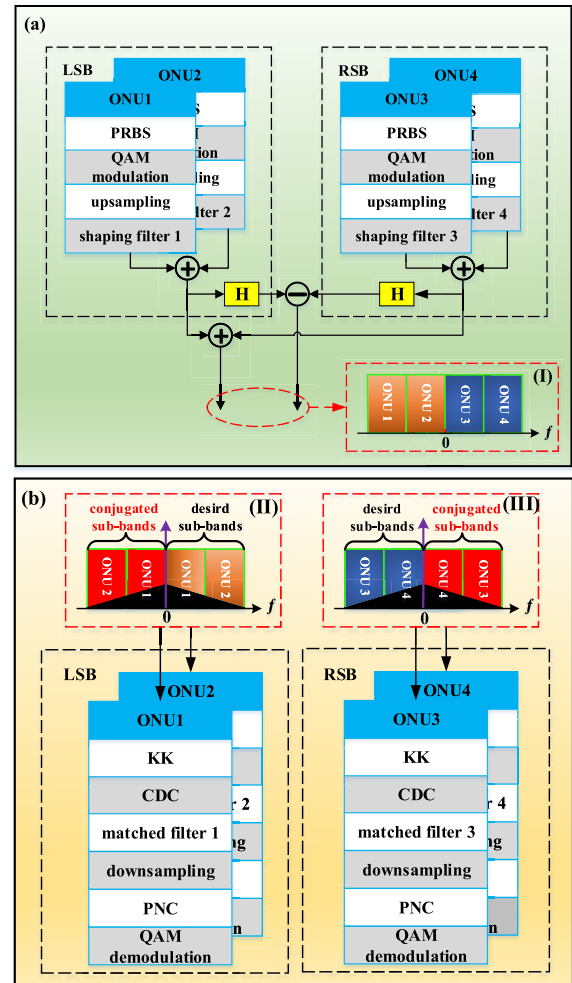 (a)
LSB
ONU2
ONU1
PRBS
QAM
modulation
upsampling
shaping filter 1
lter 2
RSB
ONU4
ONU3
PRBS
QAM
modulation
upsampling
shaping filter 3
lter 4
H
H
(I)
ONU 1
ONU 2
ONU 3
ONU 4
0
f
(b)
conjugated
sub-bands
desird
sub-bands
(II)
ONU 2
ONU 1
ONU 1
ONU 2
0
f
desird
sub-bands
conjugated
sub-bands
(III)
ONU 3
ONU 4
ONU 4
ONU 3
0
f
LSB
ONU2
ONU1
KK
CDC
matched filter 1
r 2
downsampling
ng
PNC
QAM
demodulation
n
RSB
ONU4
ONU3
KK
CDC
matched filter 3
r 4
downsampling
ng
PNC
QAM
demodulation
n